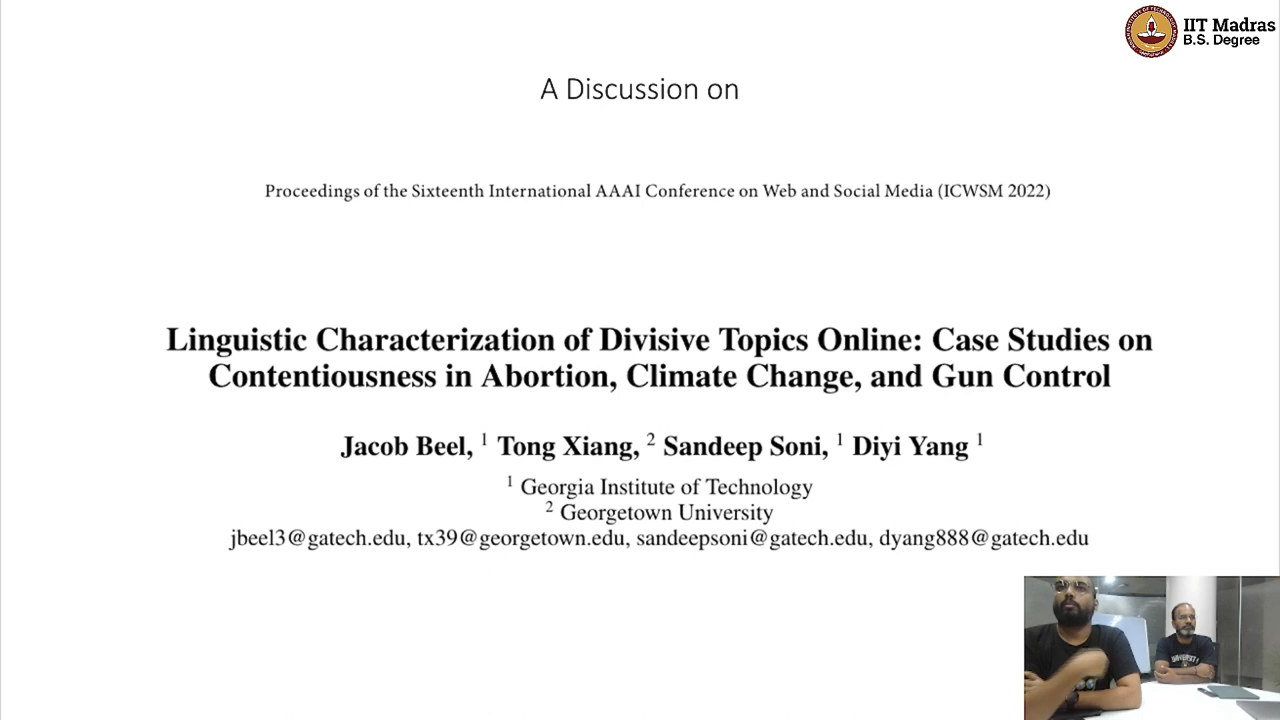 IIT Madras
B.S. Degree
A Discussion on
Proceedings of the Sixteenth International AAAI Conference on Web and Social Media (ICWSM 2022)
Linguistic Characterization of Divisive Topics Online: Case Studies on
Contentiousness in Abortion, Climate Change, and Gun Control
Jacob Beel, 1 Tong Xiang, 2 Sandeep Soni, 1 Diyi Yang 1
1 Georgia Institute of Technology
2 Georgetown University
jbeel3@gatech.edu, tx39@georgetown.edu, sandeepsoni@gatech.edu, dyang888@gatech.edu